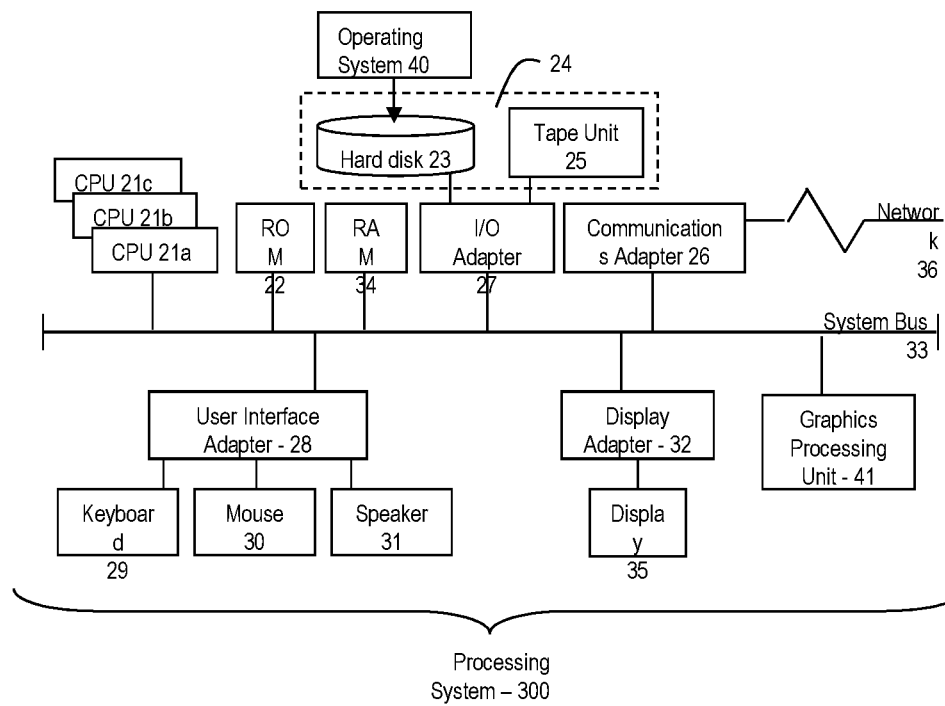 Operating
System 40
24
Hard disk 23
Tape Unit
25
CPU 21c
CPU 21b
CPU 21a
RO
M
22
RA
M
34
I/O
Adapter
27
Communication
s Adapter 26
Networ
k
36
System Bus
33
User Interface
Adapter - 28
Display
Adapter - 32
Graphics
Processing
Unit - 41
Keyboar
d
29
Mouse
30
Speaker
31
Displa
y
35
Processing
System – 300